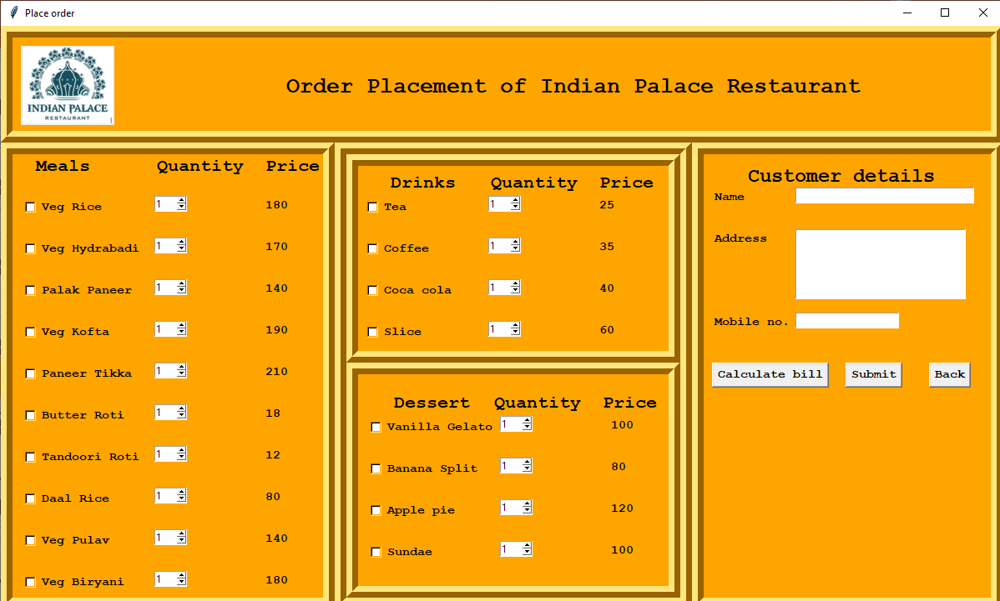 Place order
INDIAN PALACE
RESTAURANT
Order Placement of Indian Palace Restaurant
Meals Quantity Price
Veg Rice 1 180
Veg Hydrabadi 1 170
Palak Paneer 1 140
Veg Kofta 1 190
Paneer Tikka 1 210
Butter Roti 1 18
Tandoori Roti 1 12
Daal Rice 1 80
Veg Pulav 1 140
Veg Biryani 1 180
Drinks Quantity Price
Tea 1 25
Coffee 1 35
Coca cola 1 40
Slice 1 60
Dessert Quantity Price
Vanilla Gelato 1 100
Banana Split 1 80
Apple pie 1 120
Sundae 1 100
Customer details
Name
Address
Mobile no.
Calculate bill Submit Back